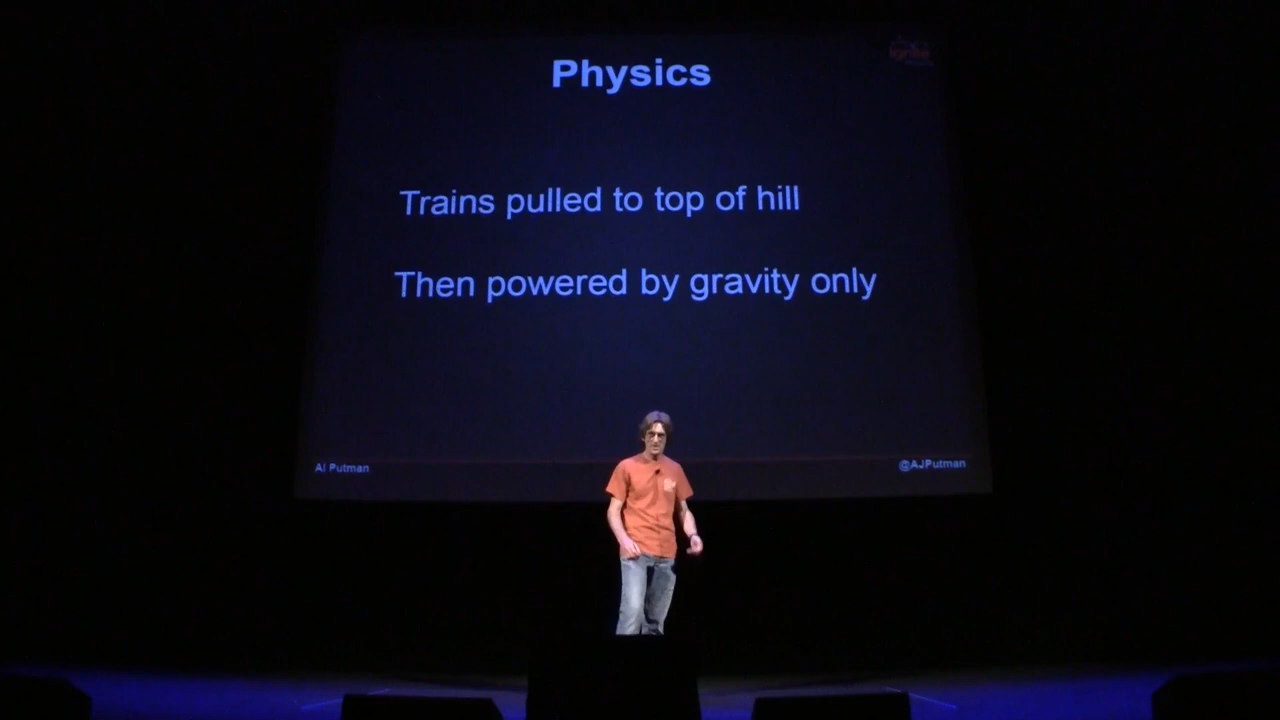 Physics
Trains pulled to top of hill
Then powered by gravity only
Al Putman
@AJPutman